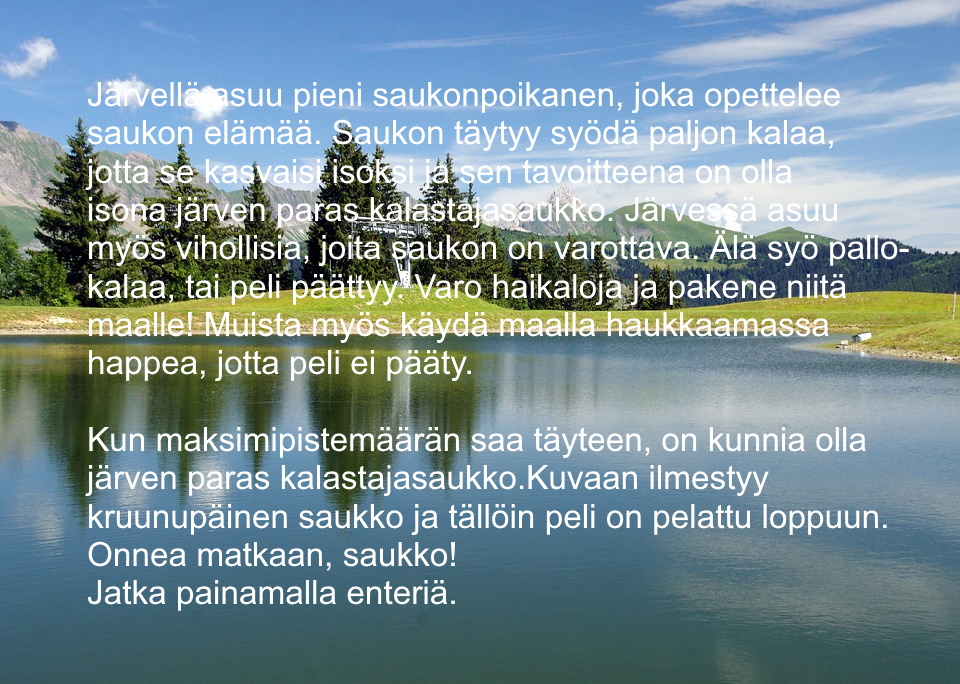 Järvellä asuu pieni saukonpoikanen, joka opettelee
saukon elämää. Saukon täytyy syödä paljon kalaa,
jotta se kasvaisi isoksi ja sen tavoitteena on olla
isona järven paras kalastajasaukko. Järvessä asuu
myös vihollisia, joita saukon on varottava. Älä syö pallo-
kalaa, tai peli päättyy. Varo haikaloja ja pakene niitä
maalle! Muista myös käydä maalla haukkaamassa
happea, jotta peli ei pääty.

Kun maksimipistemäärän saa täyteen, on kunnia olla
järven paras kalastajasaukko.Kuvaan ilmestyy
kruunupäinen saukko ja tällöin peli on pelattu loppuun.
Onnea matkaan, saukko!
Jatka painamalla enteriä.